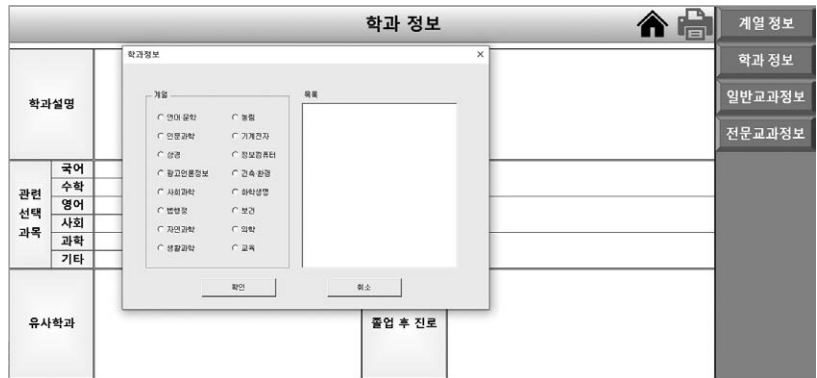 학과 정보
계열 정보
학과 정보
일반교과정보
전문교과정보
학과정보
계열
목록
언어·문학
농림
인문과학
기계전자
상경
정보컴퓨터
광고언론정보
건축·환경
사회과학
화학생명
법행정
보건
자연과학
의학
생활과학
교육
확인
취소
학과설명
관련
선택
과목
국어
수학
영어
사회
과학
기타
유사학과
졸업 후 진로